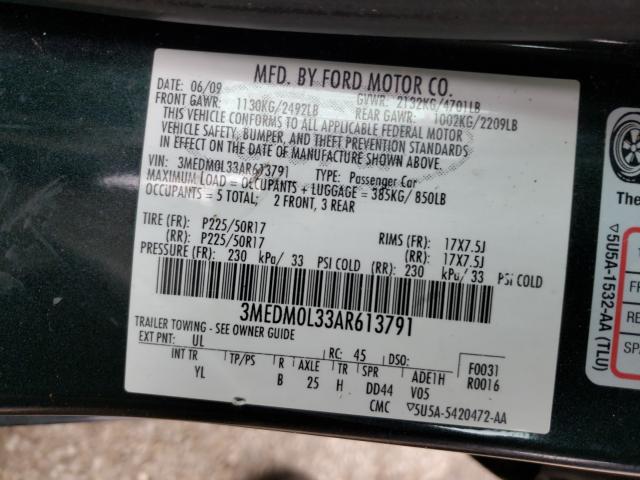 MFD. BY FORD MOTOR CO.
DATE: 06/09 GVWR: 2132KG/4701LB
FRONT GAWR: 1130KG/2492LB REAR GAWR: 1002KG/2209LB
THIS VEHICLE CONFORMS TO ALL APPLICABLE FEDERAL MOTOR
VEHICLE SAFETY, BUMPER, AND THEFT PREVENTION STANDARDS
IN EFFECT ON THE DATE OF MANUFACTURE SHOWN ABOVE.
VIN: 3MEDM0L33AR613791 TYPE: Passenger Car
MAXIMUM LOAD = OCCUPANTS + LUGGAGE = 385KG/850LB
OCCUPANTS = 5 TOTAL; 2 FRONT, 3 REAR
TIRE (FR): P225/50R17 RIMS (FR): 17X7.5J
(RR): P225/50R17 (RR): 17X7.5J
PRESSURE (FR): 230 kPa/ 33 PSI COLD (RR): 230 kPa/ 33 PSI COLD
3MEDM0L33AR613791
TRAILER TOWING - SEE OWNER GUIDE
EXT PNT: UL RC: 45 DSO: F0031
INT TR TP/PS R AXLE TR SPR ADE1H R0016
YL B 25 H DD44 V05
CMC ▽5U5A-5420472-AA
The
▽5U5A-1532-AA (TLU)
FR
RE
SPA